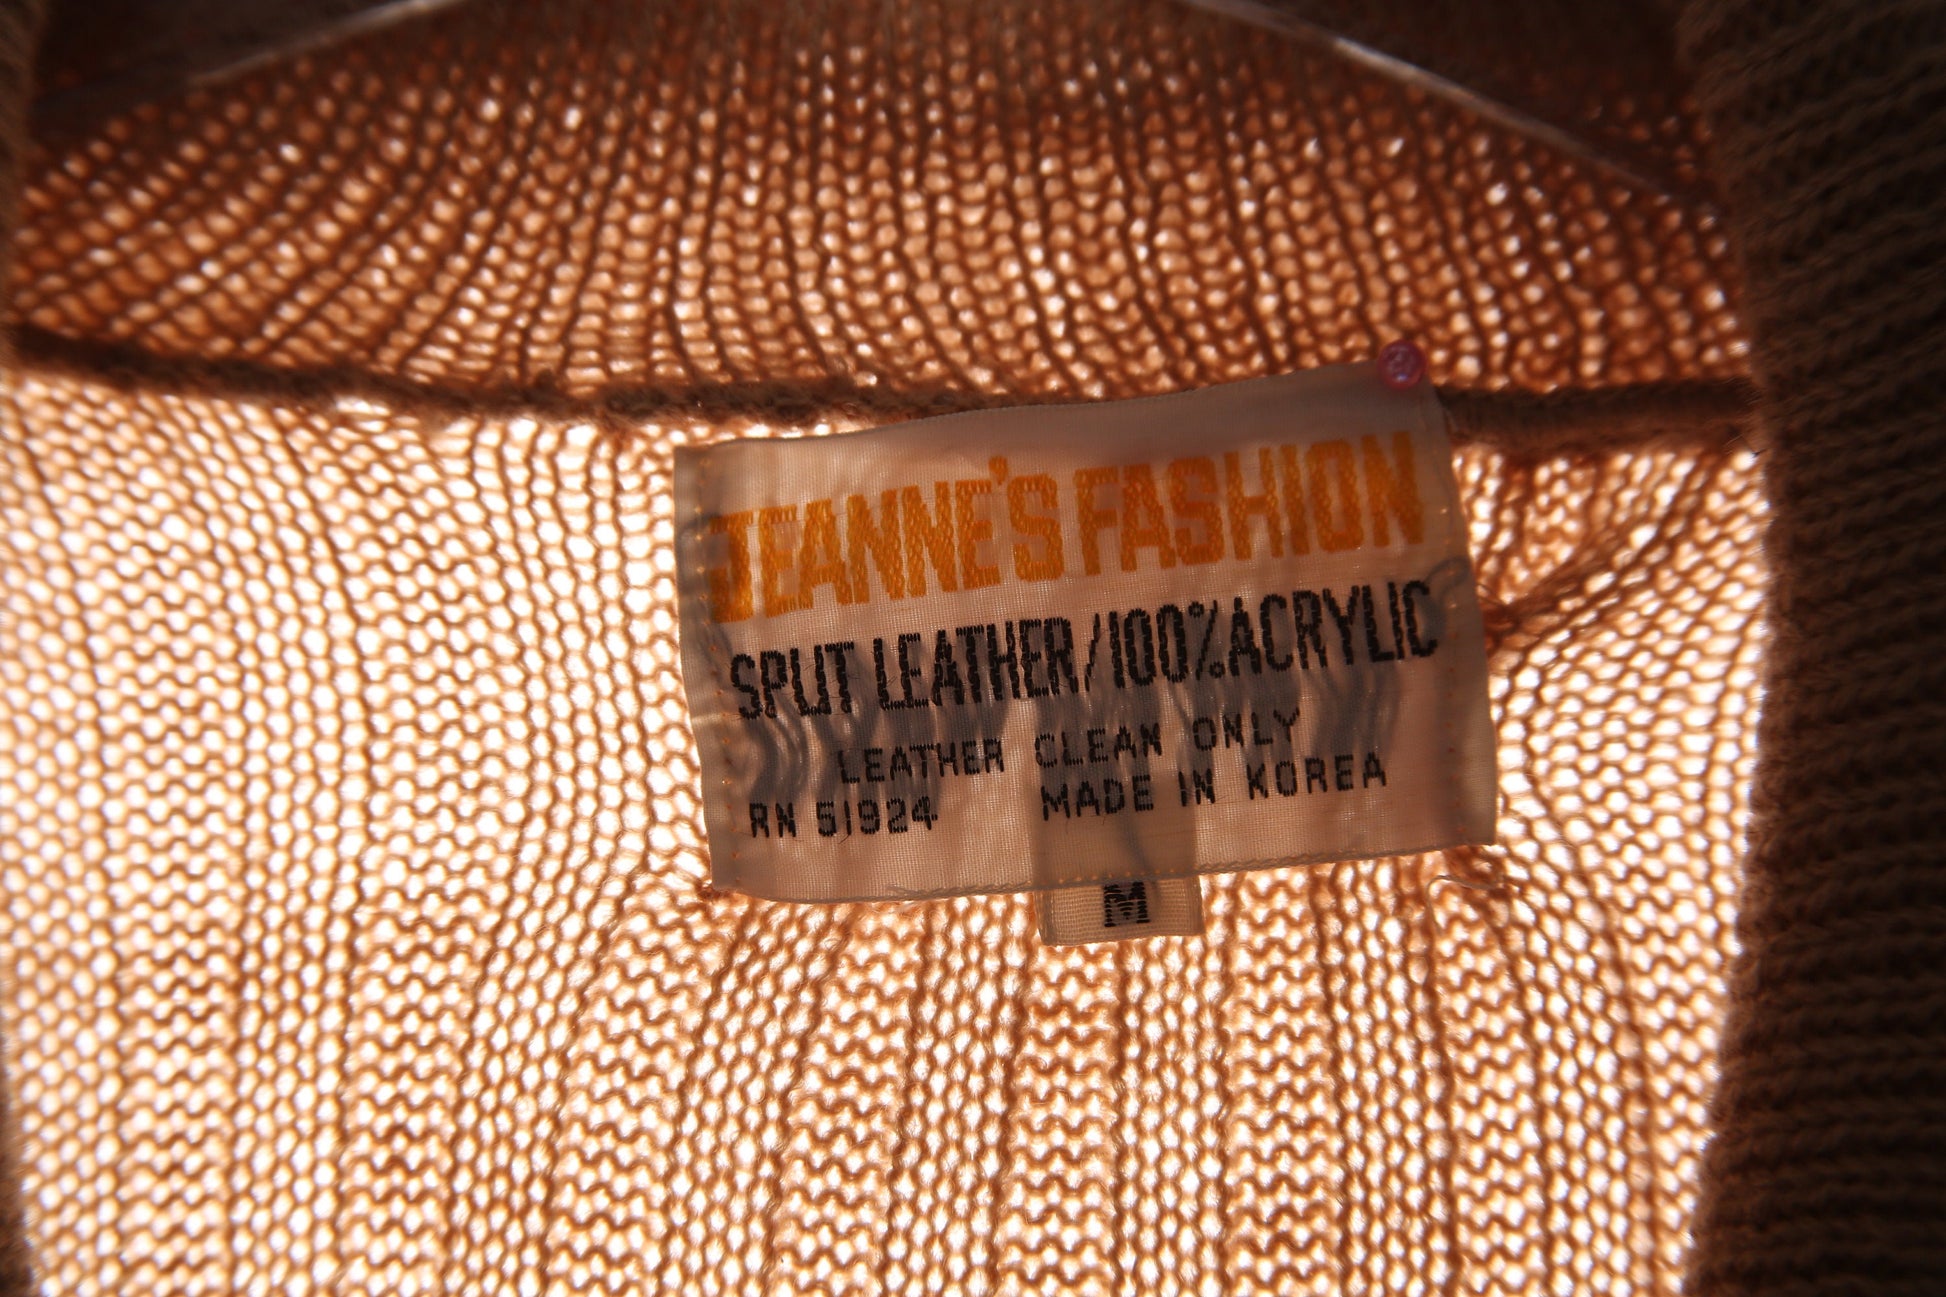 JEANNE'S FASHION
SPLIT LEATHER/100% ACRYLIC
LEATHER CLEAN ONLY
RN 51924 MADE IN KOREA
M